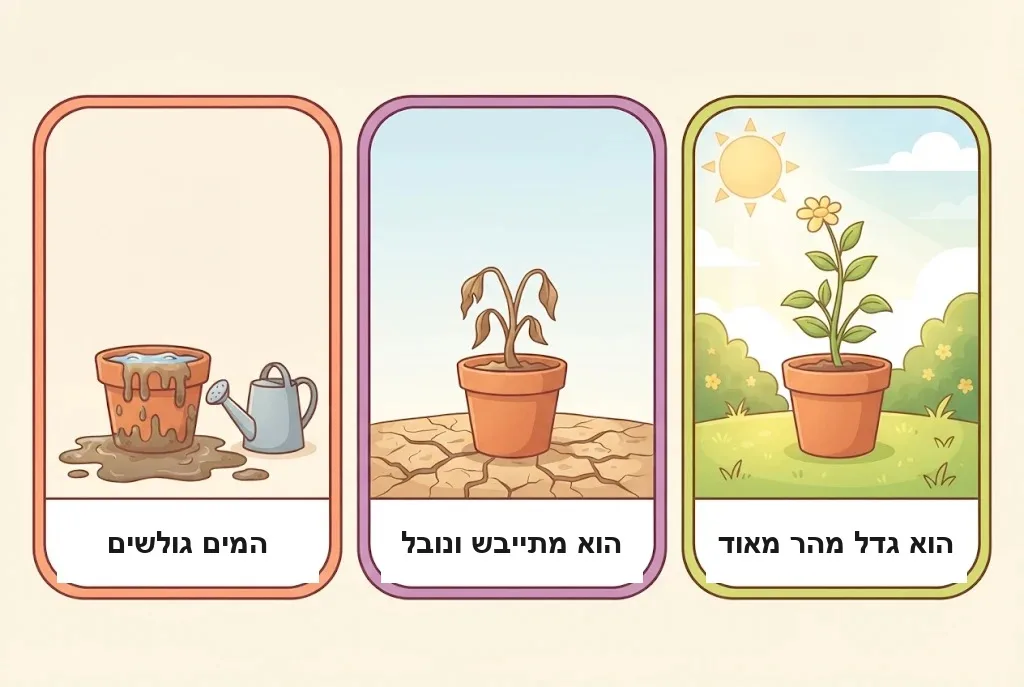 הוא גדל מהר מאוד
הוא מתייבש ונובל
המים גולשים